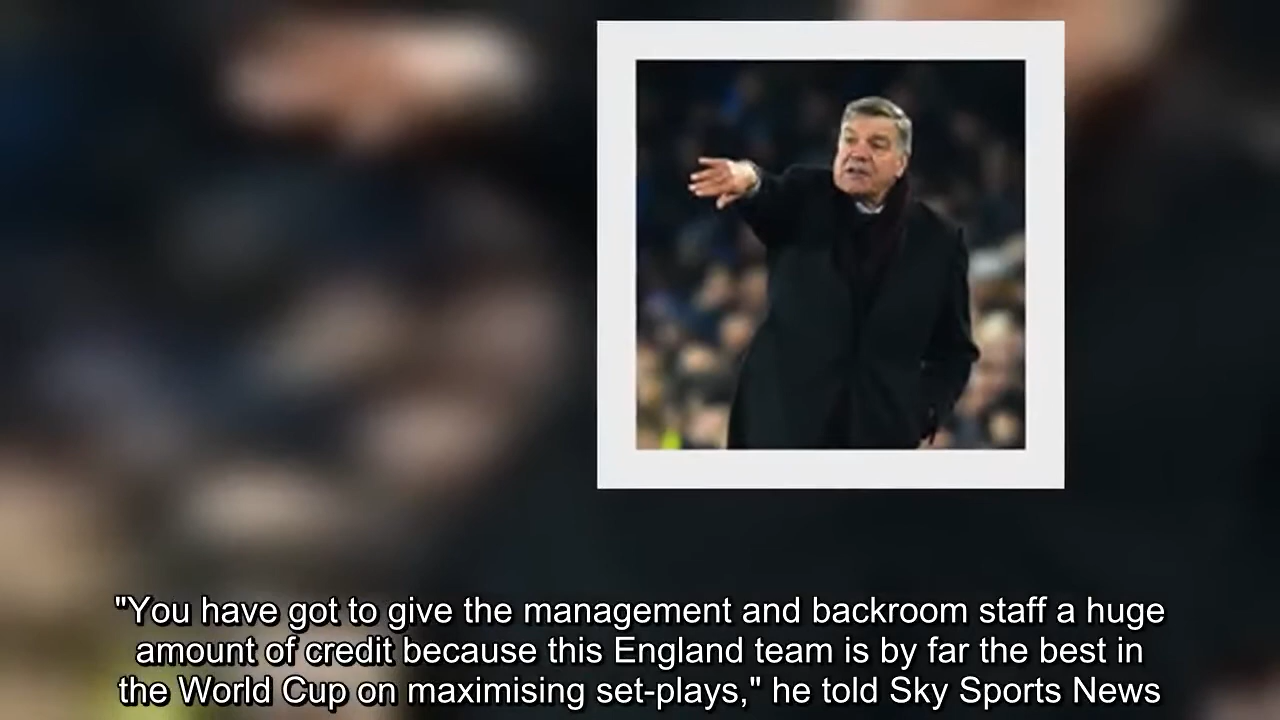 "You have got to give the management and backroom staff a huge
amount of credit because this England team is by far the best in
the World Cup on maximising set-plays," he told Sky Sports News